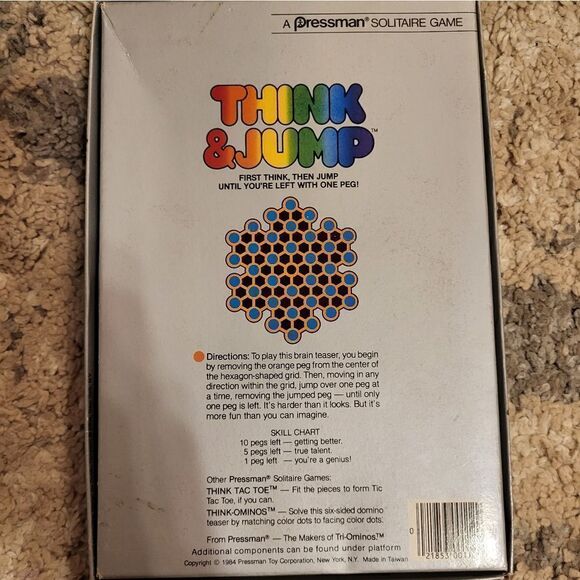 A Pressman® SOLITAIRE GAME
THINK
& JUMP™
FIRST THINK, THEN JUMP
UNTIL YOU'RE LEFT WITH ONE PEG!
Directions: To play this brain teaser, you begin
by removing the orange peg from the center of
the hexagon-shaped grid. Then, moving in any
direction within the grid, jump over one peg at
a time, removing the jumped peg — until only
one peg is left. It's harder than it looks. But it's
more fun than you can imagine.
SKILL CHART
10 pegs left — getting better.
5 pegs left — true talent.
1 peg left — you're a genius!
Other Pressman® Solitaire Games:
THINK TAC TOE™ — Fit the pieces to form Tic
Tac Toe, if you can.
THINK-OMINOS™ — Solve this six-sided domino
teaser by matching color dots to facing color dots.
From Pressman® — The Makers of Tri-Ominos.™
Additional components can be found under platform
Copyright © 1984 Pressman Toy Corporation, New York, N.Y. Made in Taiwan
0 21853 001